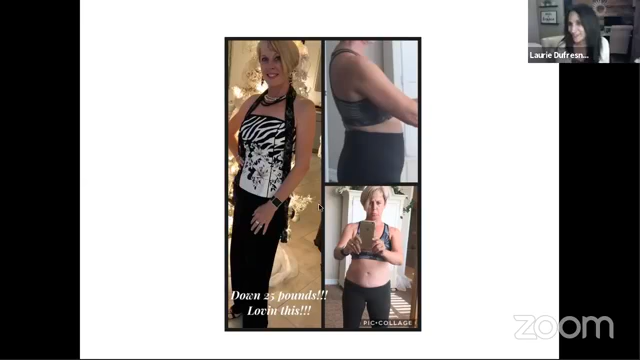 Laurie Dufresn...
Down 25 pounds!!!
Lovin this!!!
PIC•COLLAGE
zoom